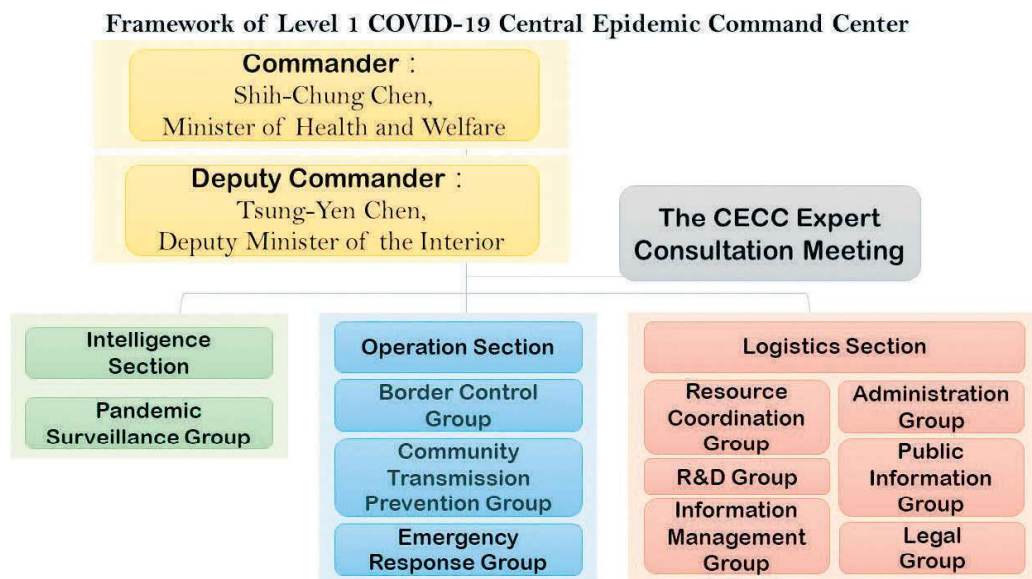 Framework of Level 1 COVID-19 Central Epidemic Command Center
Commander :
Shih-Chung Chen,
Minister of Health and Welfare
Deputy Commander :
Tsung-Yen Chen,
Deputy Minister of the Interior
The CECC Expert
Consultation Meeting
Intelligence
Section
Pandemic
Surveillance Group
Operation Section
Border Control
Group
Community
Transmission
Prevention Group
Emergency
Response Group
Logistics Section
Resource
Coordination
Group
R&D Group
Information
Management
Group
Administration
Group
Public
Information
Group
Legal
Group